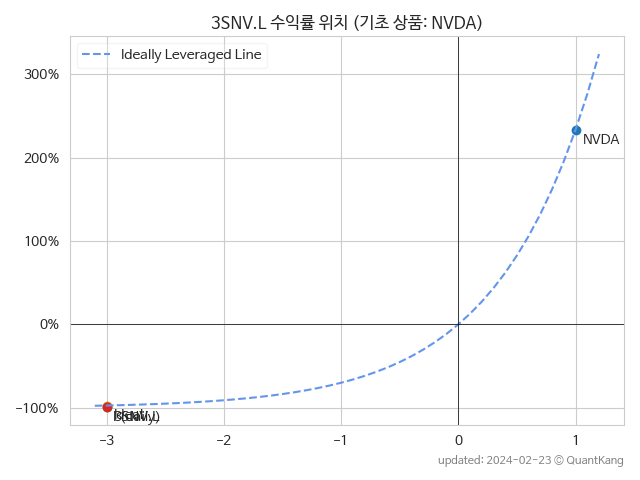 3SNV.L 수익률 위치 (기초 상품: NVDA)
Ideally Leveraged Line
300%
200%
100%
0%
-100%
NVDA
-3
-2
-1
0
1
updated: 2024-02-23 © QuantKang